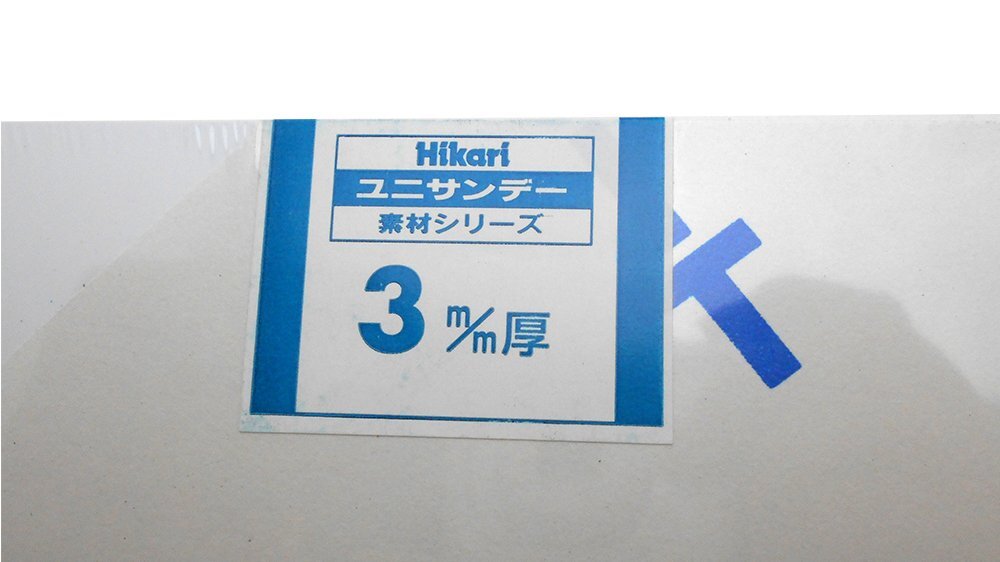 Hikari
ユニサンデー
素材シリーズ
3 m/m厚